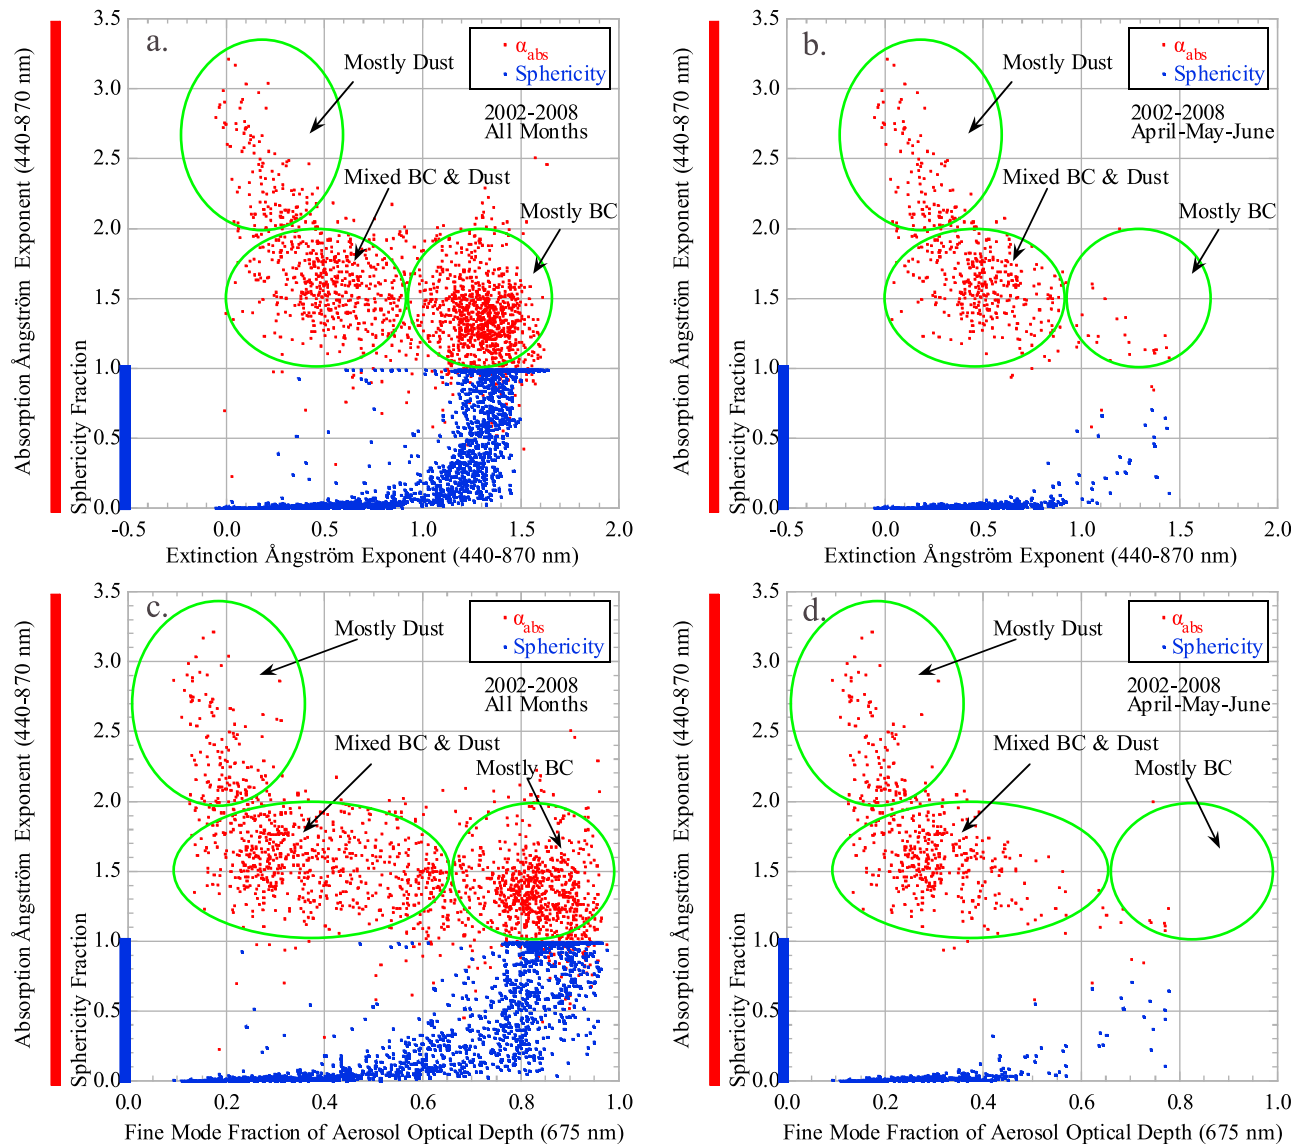 a.
α_abs
Sphericity
2002-2008
All Months
Mostly Dust
Mixed BC & Dust
Mostly BC
3.5
3.0
2.5
2.0
1.5
1.0
0.5
0.0
Absorption Ångström Exponent (440-870 nm)
Sphericity Fraction
-0.5 0.0 0.5 1.0 1.5 2.0
Extinction Ångström Exponent (440-870 nm)
b.
α_abs
Sphericity
2002-2008
April-May-June
Mostly Dust
Mixed BC & Dust
Mostly BC
3.5
3.0
2.5
2.0
1.5
1.0
0.5
0.0
Absorption Ångström Exponent (440-870 nm)
Sphericity Fraction
-0.5 0.0 0.5 1.0 1.5 2.0
Extinction Ångström Exponent (440-870 nm)
c.
α_abs
Sphericity
2002-2008
All Months
Mostly Dust
Mixed BC & Dust
Mostly BC
3.5
3.0
2.5
2.0
1.5
1.0
0.5
0.0
Absorption Ångström Exponent (440-870 nm)
Sphericity Fraction
0.0 0.2 0.4 0.6 0.8 1.0
Fine Mode Fraction of Aerosol Optical Depth (675 nm)
d.
α_abs
Sphericity
2002-2008
April-May-June
Mostly Dust
Mixed BC & Dust
Mostly BC
3.5
3.0
2.5
2.0
1.5
1.0
0.5
0.0
Absorption Ångström Exponent (440-870 nm)
Sphericity Fraction
0.0 0.2 0.4 0.6 0.8 1.0
Fine Mode Fraction of Aerosol Optical Depth (675 nm)